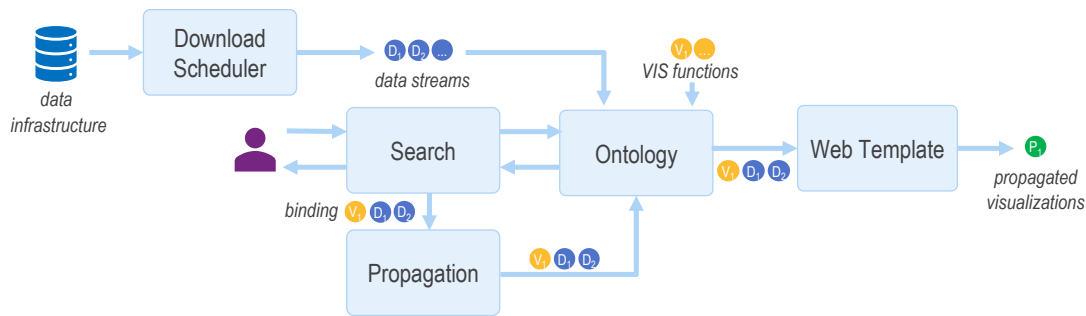 Download
Scheduler
data
infrastructure
D1 D2 ...
data streams
V1 ...
VIS functions
Search
Ontology
Web Template
V1 D1 D2
P1
propagated
visualizations
binding V1 D1 D2
Propagation
V1 D1 D2